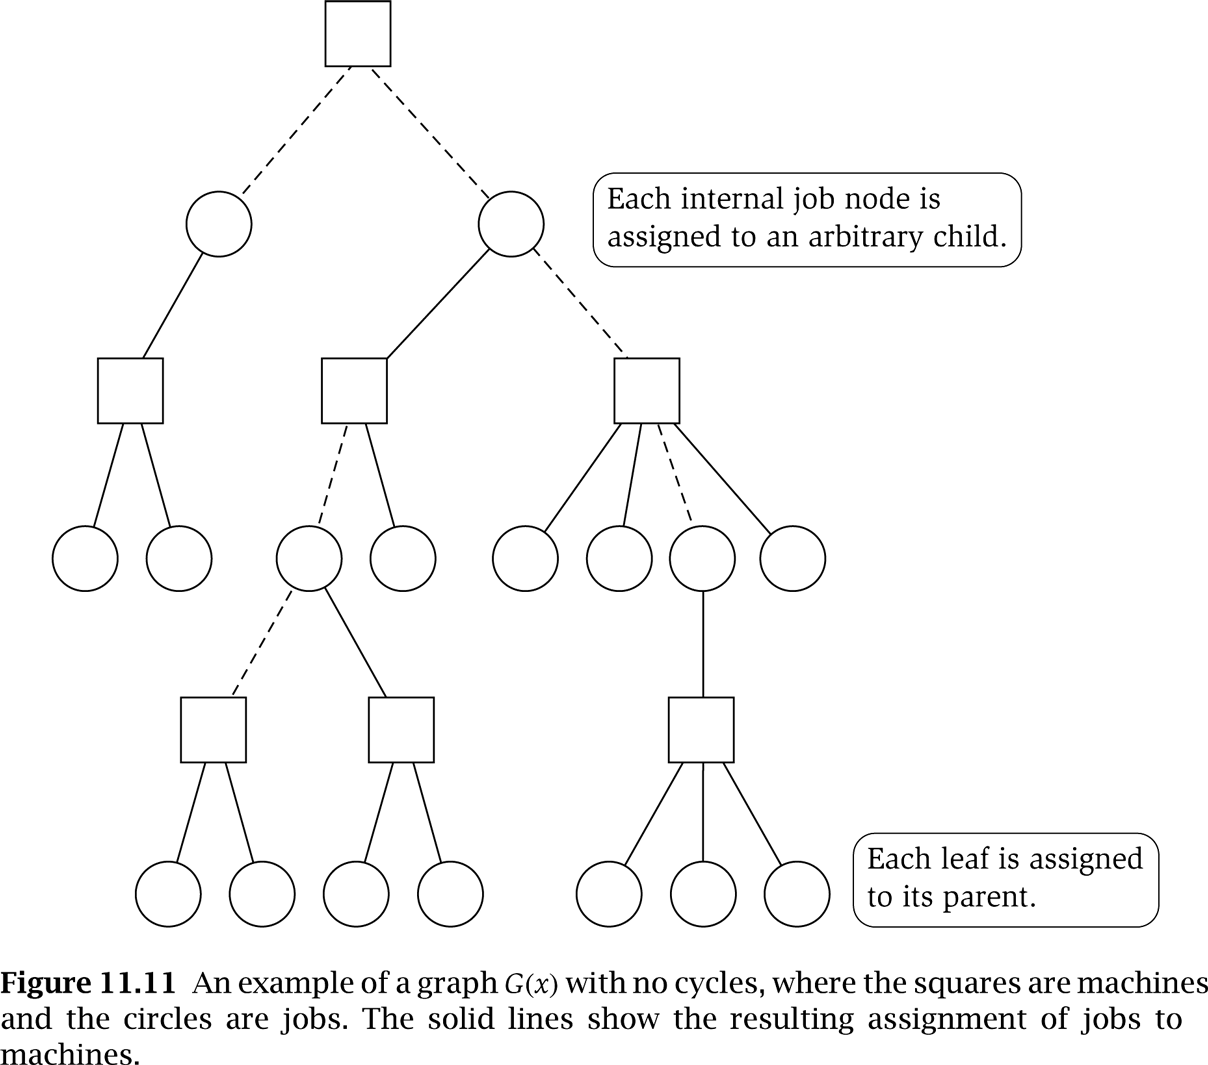 Each internal job node is
assigned to an arbitrary child.
Each leaf is assigned
to its parent.
Figure 11.11 An example of a graph G(x) with no cycles, where the squares are machines
and the circles are jobs. The solid lines show the resulting assignment of jobs to
machines.